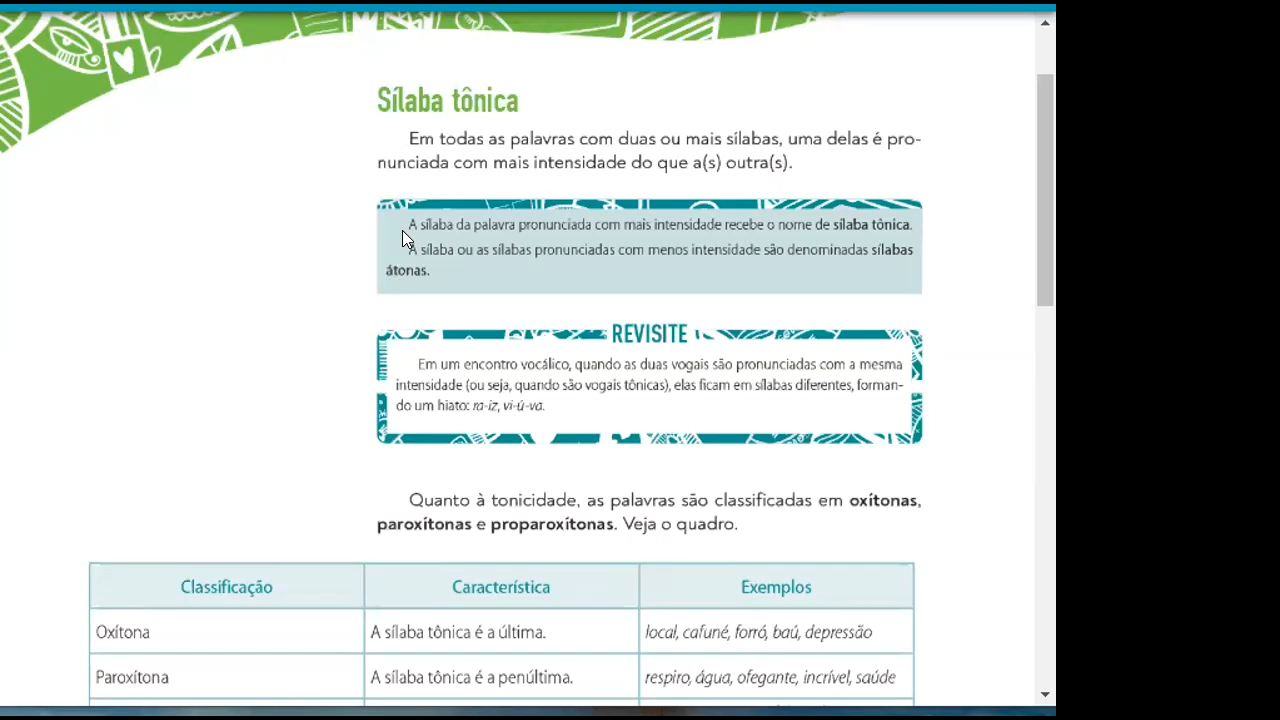 Sílaba tônica
Em todas as palavras com duas ou mais sílabas, uma delas é pro-
nunciada com mais intensidade do que a(s) outra(s).
A sílaba da palavra pronunciada com mais intensidade recebe o nome de sílaba tônica.
A sílaba ou as sílabas pronunciadas com menos intensidade são denominadas sílabas
átonas.
REVISITE
Em um encontro vocálico, quando as duas vogais são pronunciadas com a mesma
intensidade (ou seja, quando são vogais tônicas), elas ficam em sílabas diferentes, forman-
do um hiato: ra-iz, vi-ú-va.
Quanto à tonicidade, as palavras são classificadas em oxítonas,
paroxítonas e proparoxítonas. Veja o quadro.
Classificação Característica Exemplos
Oxítona A sílaba tônica é a última. local, cafuné, forró, baú, depressão
Paroxítona A sílaba tônica é a penúltima. respiro, água, ofegante, incrível, saúde